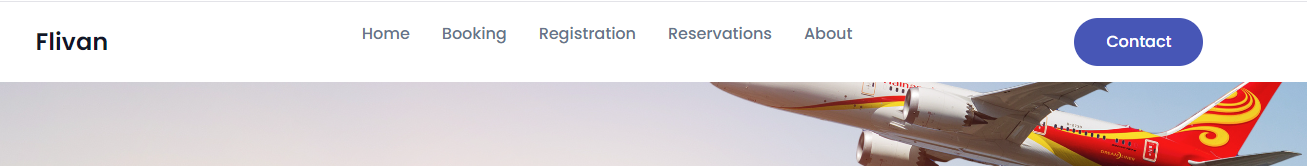 Flivan
Home Booking Registration Reservations About
Contact